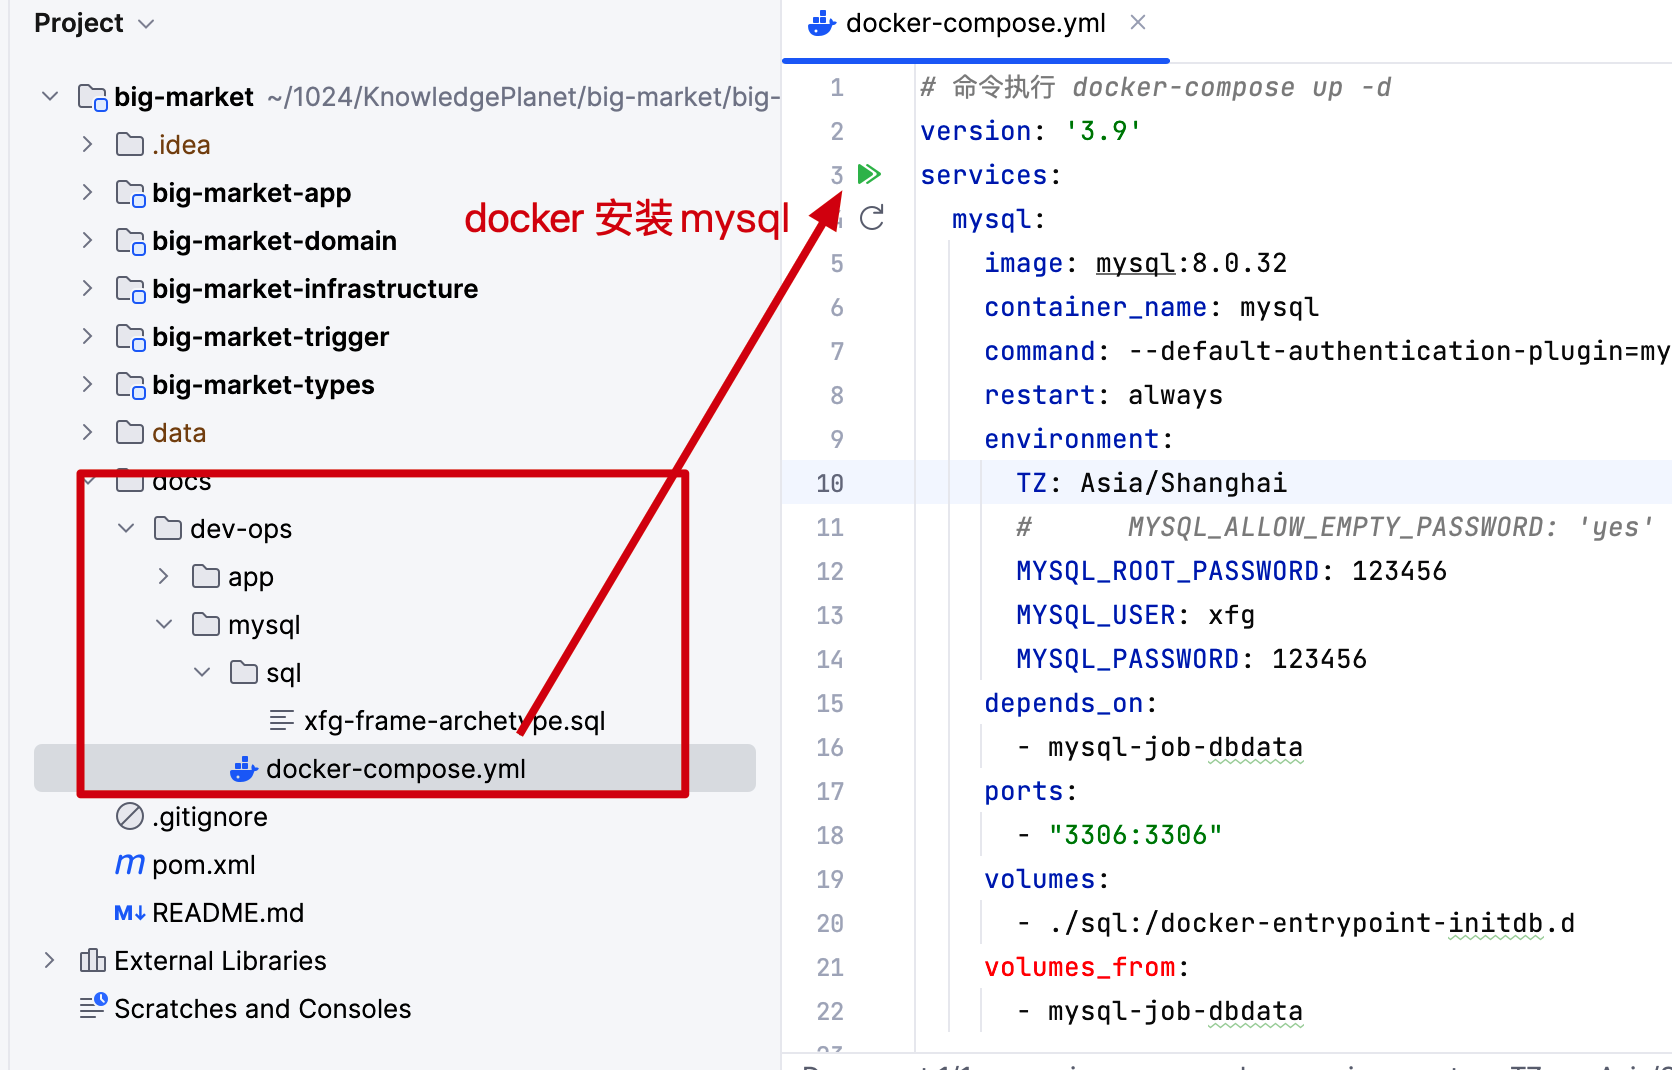 Project
big-market ~/1024/KnowledgePlanet/big-market/big-
.idea
big-market-app
big-market-domain
big-market-infrastructure
big-market-trigger
big-market-types
data
docs
dev-ops
app
mysql
sql
xfg-frame-archetype.sql
docker-compose.yml
.gitignore
pom.xml
README.md
External Libraries
Scratches and Consoles
docker 安装mysql
docker-compose.yml
1 # 命令执行 docker-compose up -d
2 version: '3.9'
3 services:
4 mysql:
5 image: mysql:8.0.32
6 container_name: mysql
7 command: --default-authentication-plugin=my
8 restart: always
9 environment:
10 TZ: Asia/Shanghai
11 # MYSQL_ALLOW_EMPTY_PASSWORD: 'yes'
12 MYSQL_ROOT_PASSWORD: 123456
13 MYSQL_USER: xfg
14 MYSQL_PASSWORD: 123456
15 depends_on:
16 - mysql-job-dbdata
17 ports:
18 - "3306:3306"
19 volumes:
20 - ./sql:/docker-entrypoint-initdb.d
21 volumes_from:
22 - mysql-job-dbdata
23